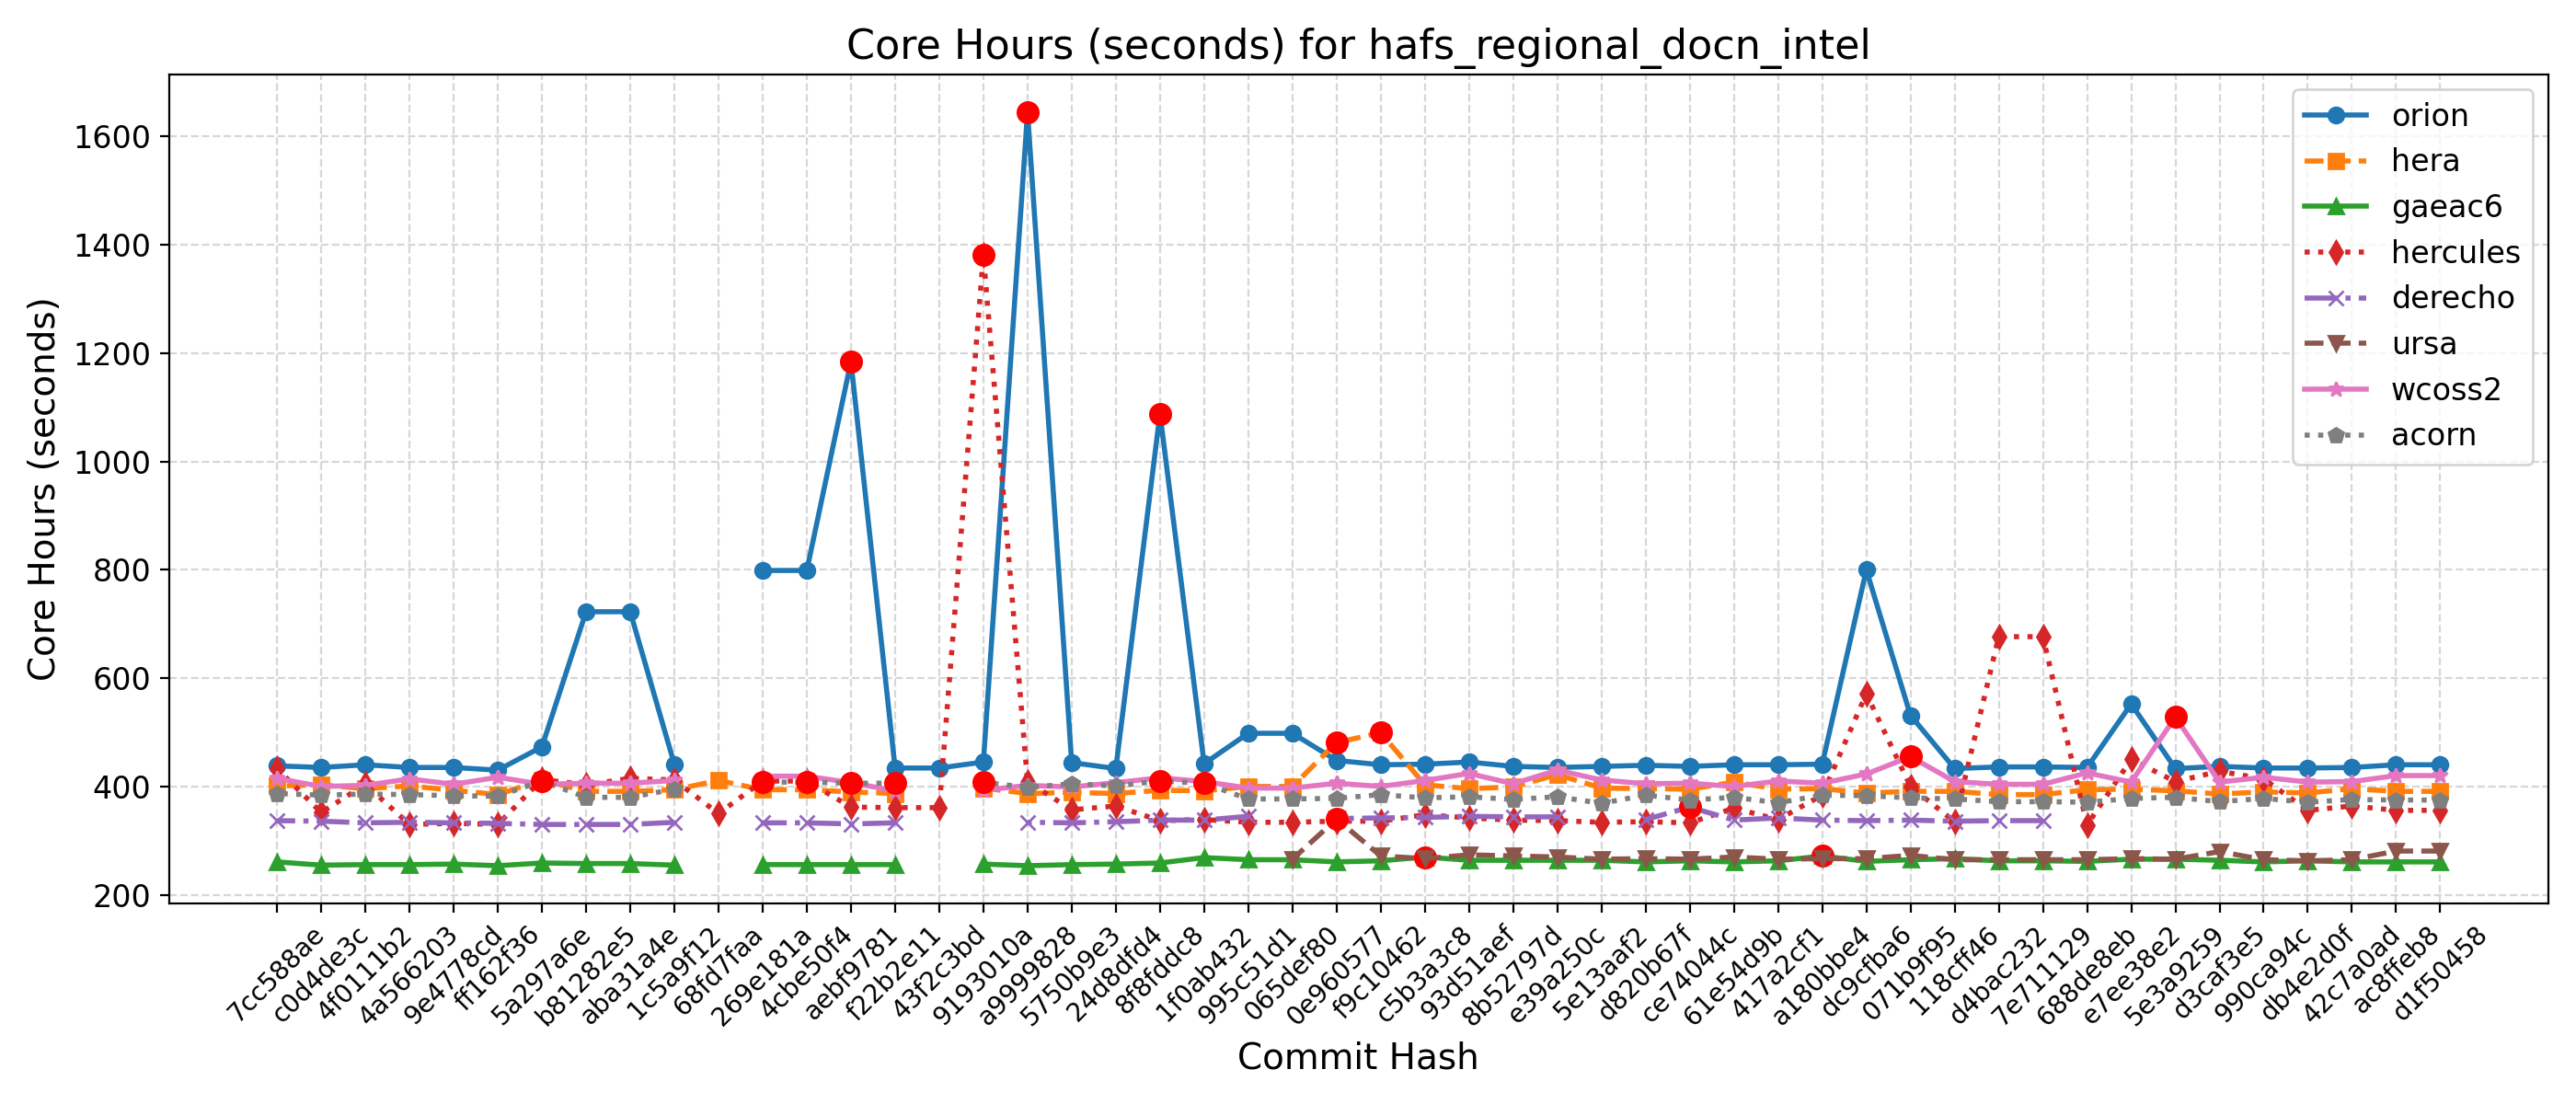 Core Hours (seconds) for hafs_regional_docn_intel
Core Hours (seconds)
1600
1400
1200
1000
800
600
400
200
orion
hera
gaeac6
hercules
derecho
ursa
wcoss2
acorn
7cc588ae
c0d4de3c
4f0111b2
4a566203
9e4778cd
ff162f36
5a297a6e
b81282e5
aba31a4e
1c5a9f12
68fd7faa
269e181a
4cbe50f4
aebf9781
f22b2e11
43f2c3bd
9193010a
a9999828
5750b9e3
24d8dfd4
8f8fddc8
1f0ab432
995c51d1
065def80
0e960577
f9c10462
c5b3a3c8
93d51aef
8b52797d
e39a250c
5e13aaf2
d820b67f
ce74044c
61e54d9b
417a2cf1
a180bbe4
dc9cfba6
071b9f95
118cff46
d4bac232
7e711129
688de8eb
e7ee38e2
5e3a9259
d3caf3e5
990ca94c
db4e2d0f
42c7a0ad
ac8ffeb8
d1f50458
Commit Hash